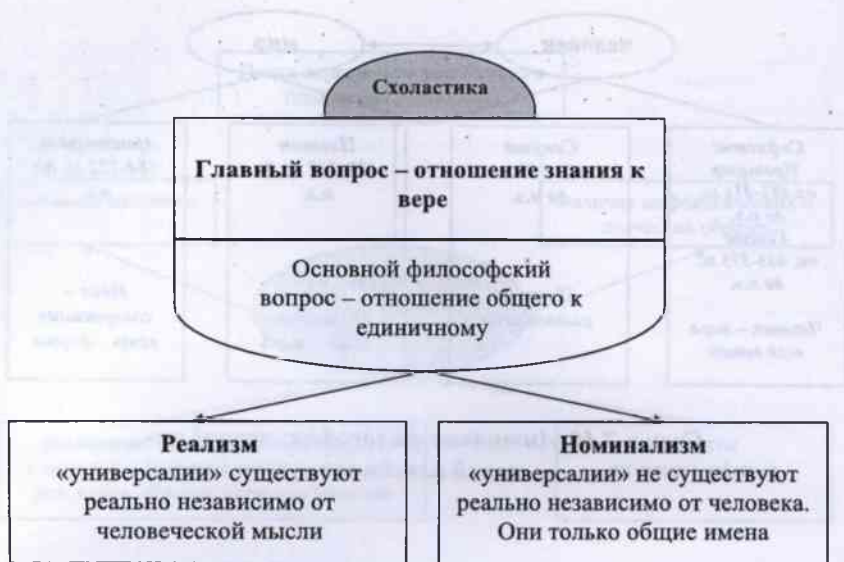 Схоластика
Главный вопрос – отношение знания к
вере
Основной философский
вопрос – отношение общего к
единичному
Реализм
«универсалии» существуют
реально независимо от
человеческой мысли
Номинализм
«универсалии» не существуют
реально независимо от человека.
Они только общие имена